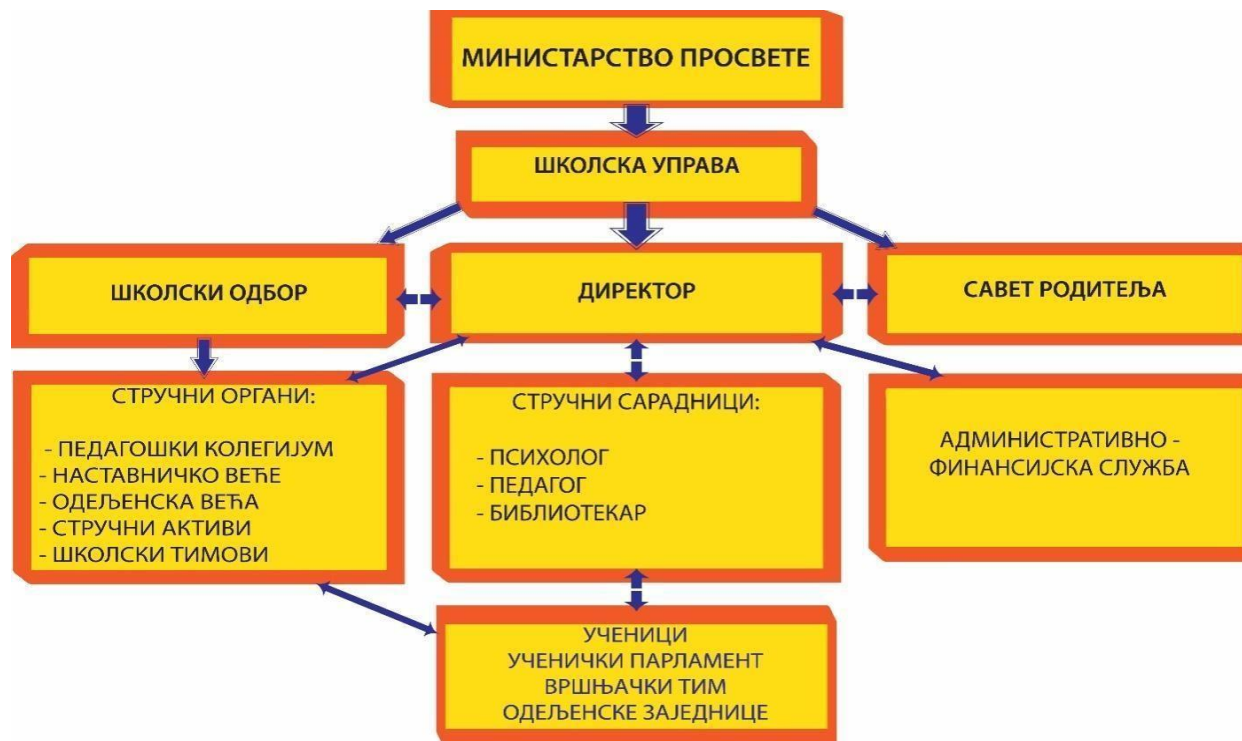 МИНИСТАРСТВО ПРОСВЕТЕ
ШКОЛСКА УПРАВА
ШКОЛСКИ ОДБОР
ДИРЕКТОР
САВЕТ РОДИТЕЉА
СТРУЧНИ ОРГАНИ:
- ПЕДАГОШКИ КОЛЕГИЈУМ
- НАСТАВНИЧКО ВЕЋЕ
- ОДЕЉЕНСКА ВЕЋА
- СТРУЧНИ АКТИВИ
- ШКОЛСКИ ТИМОВИ
СТРУЧНИ САРАДНИЦИ:
- ПСИХОЛОГ
- ПЕДАГОГ
- БИБЛИОТЕКАР
АДМИНИСТРАТИВНО -
ФИНАНСИЈСКА СЛУЖБА
УЧЕНИЦИ
УЧЕНИЧКИ ПАРЛАМЕНТ
ВРШЊАЧКИ ТИМ
ОДЕЉЕНСКЕ ЗАЈЕДНИЦЕ